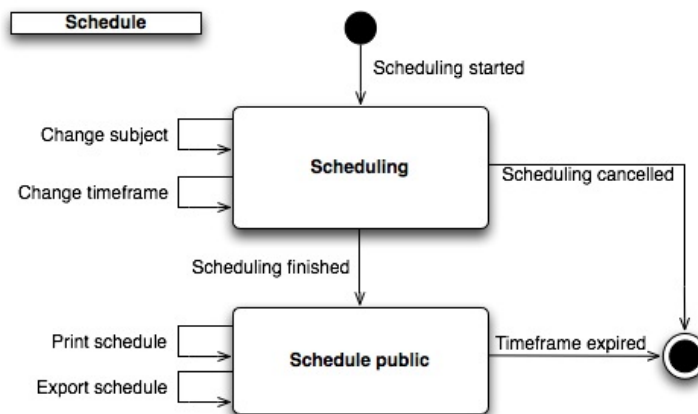 Schedule
Scheduling started
Change subject
Scheduling
Scheduling cancelled
Change timeframe
Scheduling finished
Print schedule
Schedule public
Timeframe expired
Export schedule